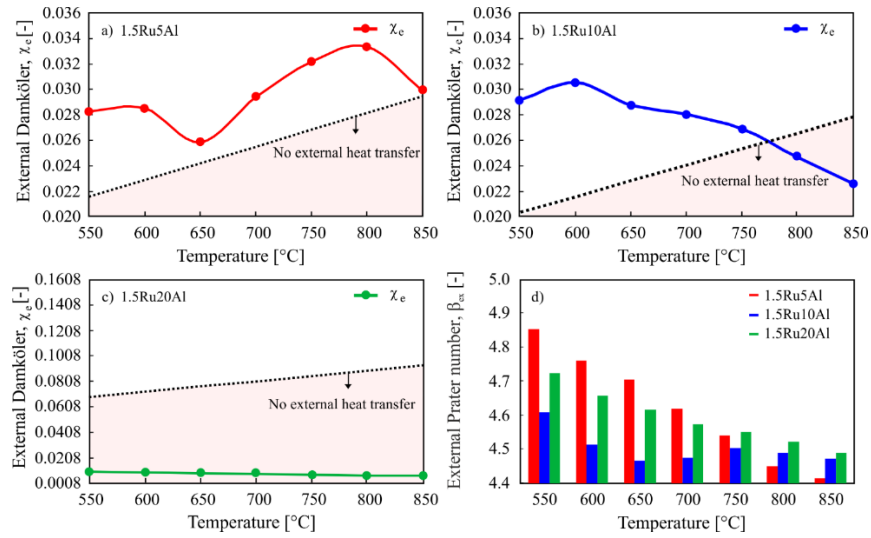 a) 1.5Ru5Al
χe
External Damköler, χe [-]
0.036
0.034
0.032
0.030
0.028
0.026
0.024
0.022
0.020
No external heat transfer
550 600 650 700 750 800 850
Temperature [°C]
b) 1.5Ru10Al
χe
External Damköler, χe [-]
0.036
0.034
0.032
0.030
0.028
0.026
0.024
0.022
0.020
No external heat transfer
550 600 650 700 750 800 850
Temperature [°C]
c) 1.5Ru20Al
χe
External Damköler, χe [-]
0.1608
0.1408
0.1208
0.1008
0.0808
0.0608
0.0408
0.0208
0.0008
No external heat transfer
550 600 650 700 750 800 850
Temperature [°C]
d)
1.5Ru5Al
1.5Ru10Al
1.5Ru20Al
External Prater number, βex [-]
5.0
4.9
4.8
4.7
4.6
4.5
4.4
550 600 650 700 750 800 850
Temperature [°C]